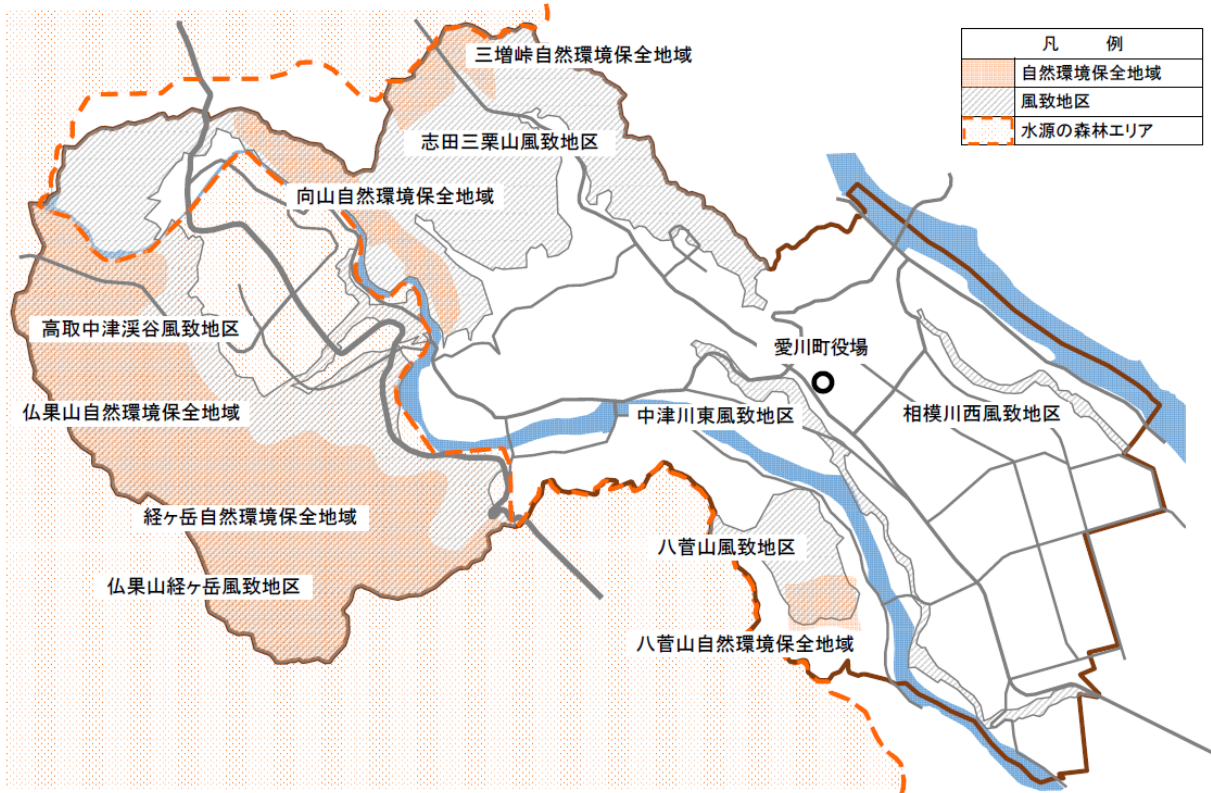 凡 例
自然環境保全地域
風致地区
水源の森林エリア
三増峠自然環境保全地域
志田三栗山風致地区
向山自然環境保全地域
高取中津渓谷風致地区
愛川町役場
仏果山自然環境保全地域
中津川東風致地区
相模川西風致地区
経ヶ岳自然環境保全地域
八菅山風致地区
仏果山経ヶ岳風致地区
八菅山自然環境保全地域